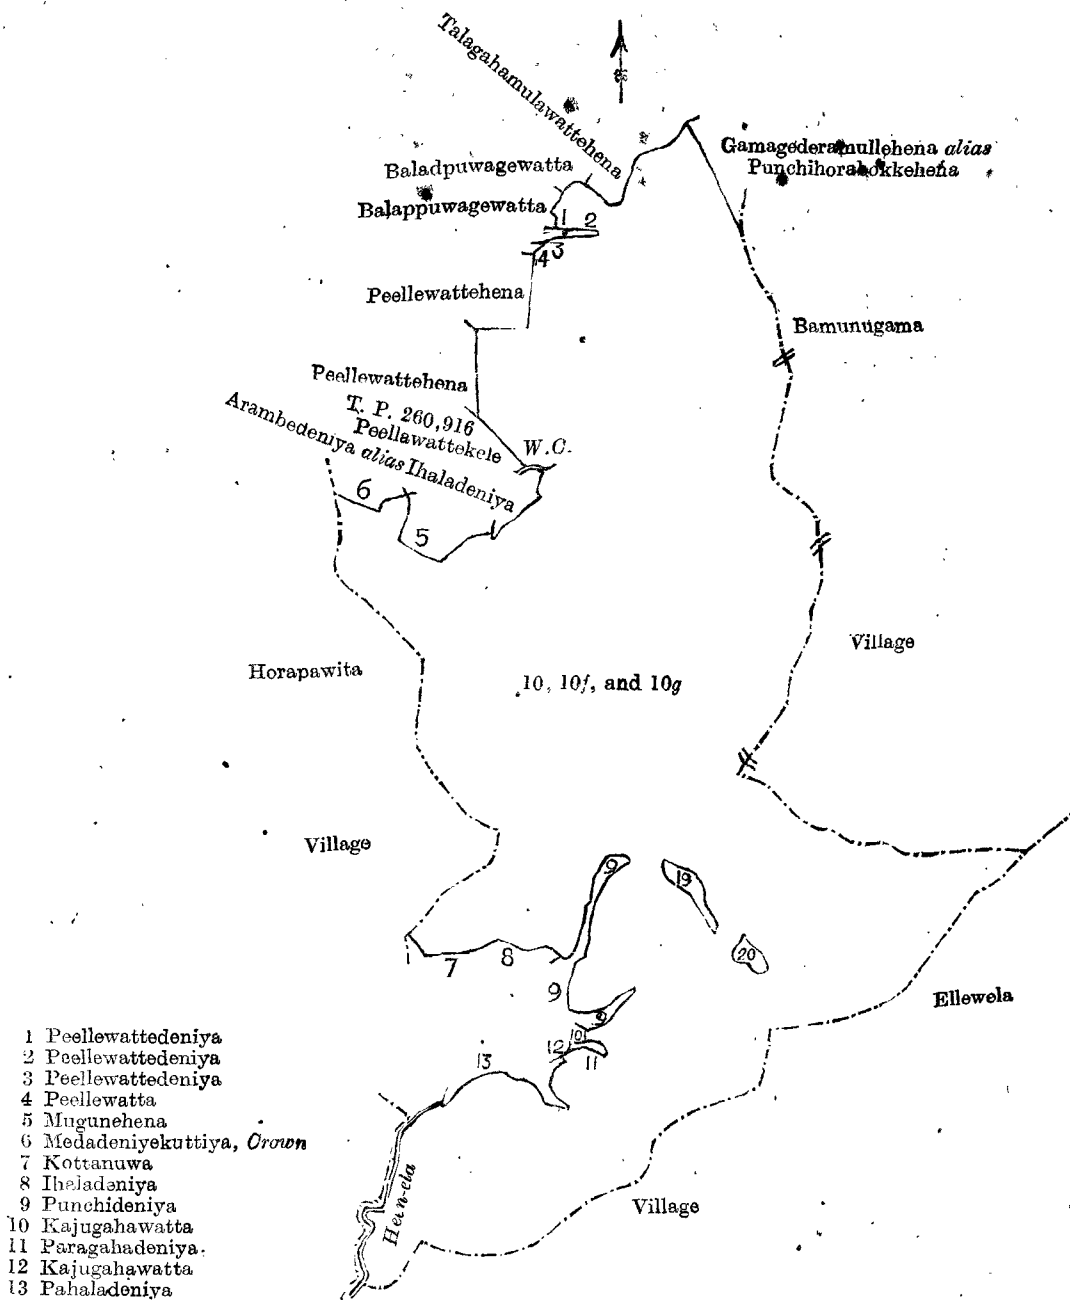 Talagahamulawattehena
Gamagederamullehena alias
Punchihorabokkehena
Baladpuwagewatta
Balappuwagewatta
1 2
3
4
Peellewattehena
Bamunugama
Peellewattehena
T. P. 260,916
Peellawattekele
W.C.
Arambedeniya alias Ihaladeniya
6
5
Village
Horapawita
10, 10f, and 10g
Village
9
19
20
7
8
9
9
Ellewela
10
12
11
13
Village
1 Peellewattedeniya
2 Peellewattedeniya
3 Peellewattedeniya
4 Peellewatta
5 Mugunehena
6 Medadeniyekuttiya, Crown
7 Kottanuwa
8 Ihaladeniya
9 Punchideniya
10 Kajugahawatta
11 Paragahadeniya
12 Kajugahawatta
13 Pahaladeniya